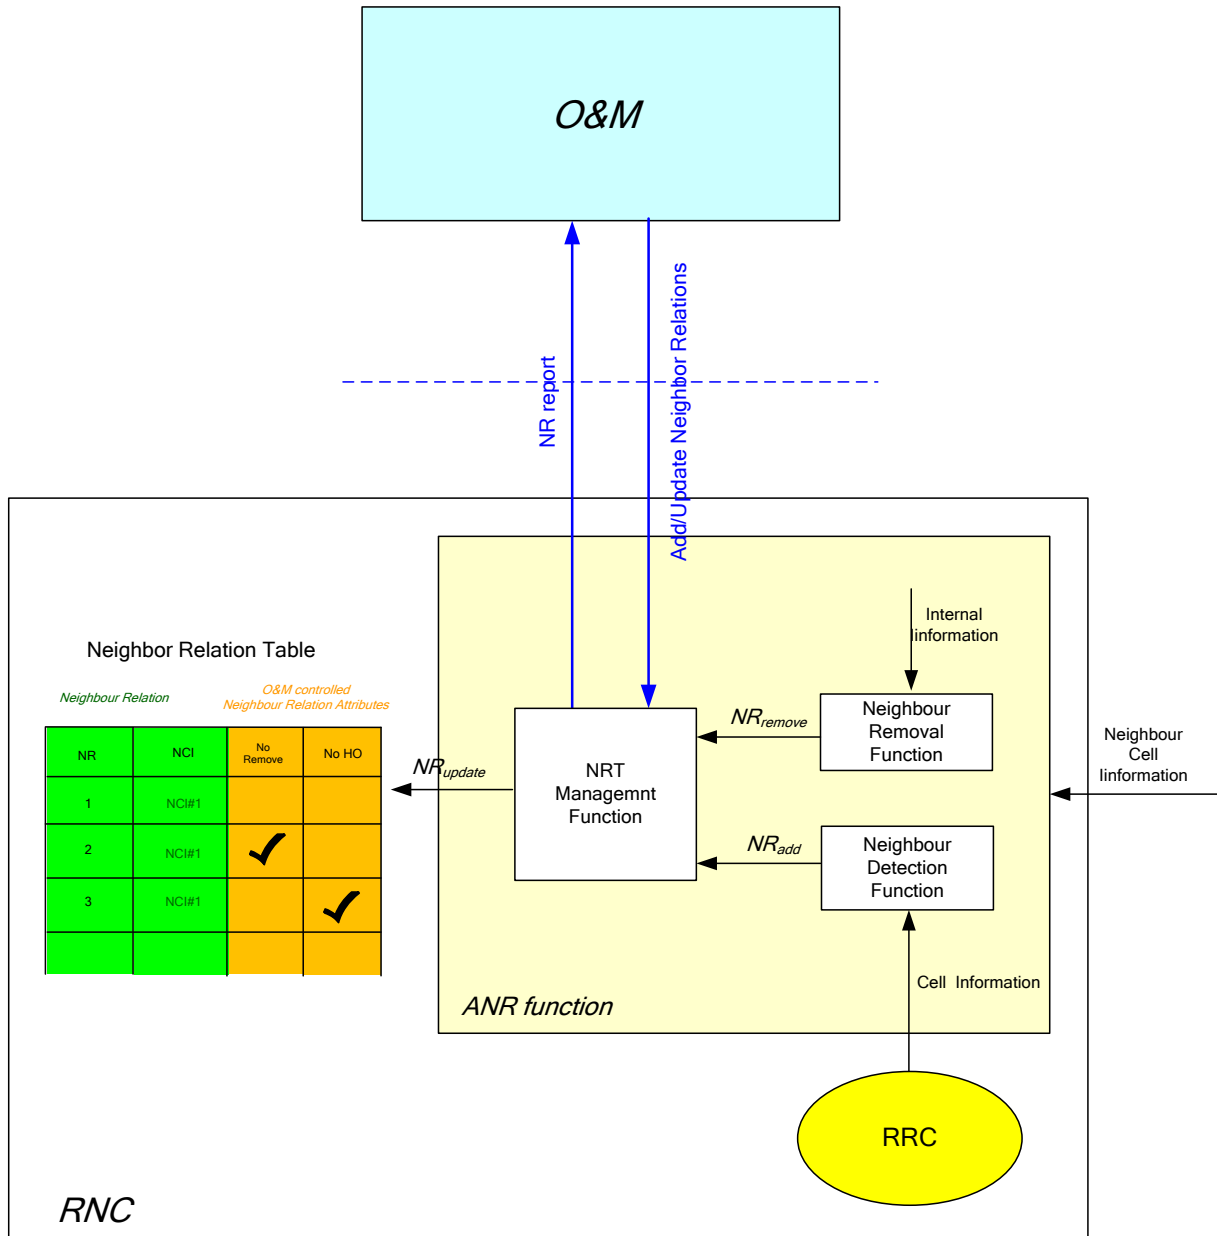 O&M
NR report
Add/Update Neighbor Relations
Internal
Iinformation
Neighbor Relation Table
Neighbour Relation
O&M controlled
Neighbour Relation Attributes
NR
NCI
No
Remove
No HO
1
NCI#1
2
NCI#1
3
NCI#1
NRupdate
NRT
Managemnt
Function
NRremove
Neighbour
Removal
Function
NRadd
Neighbour
Detection
Function
Neighbour
Cell
Iinformation
Cell Information
ANR function
RRC
RNC